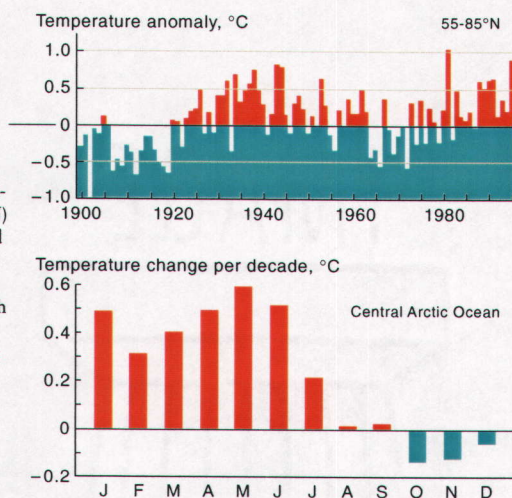 Temperature anomaly, °C 55-85°N
1.0
0.5
0
−0.5
−1.0
1900 1920 1940 1960 1980
Temperature change per decade, °C
0.6
Central Arctic Ocean
0.4
0.2
0
−0.2
J F M A M J J A S O N D